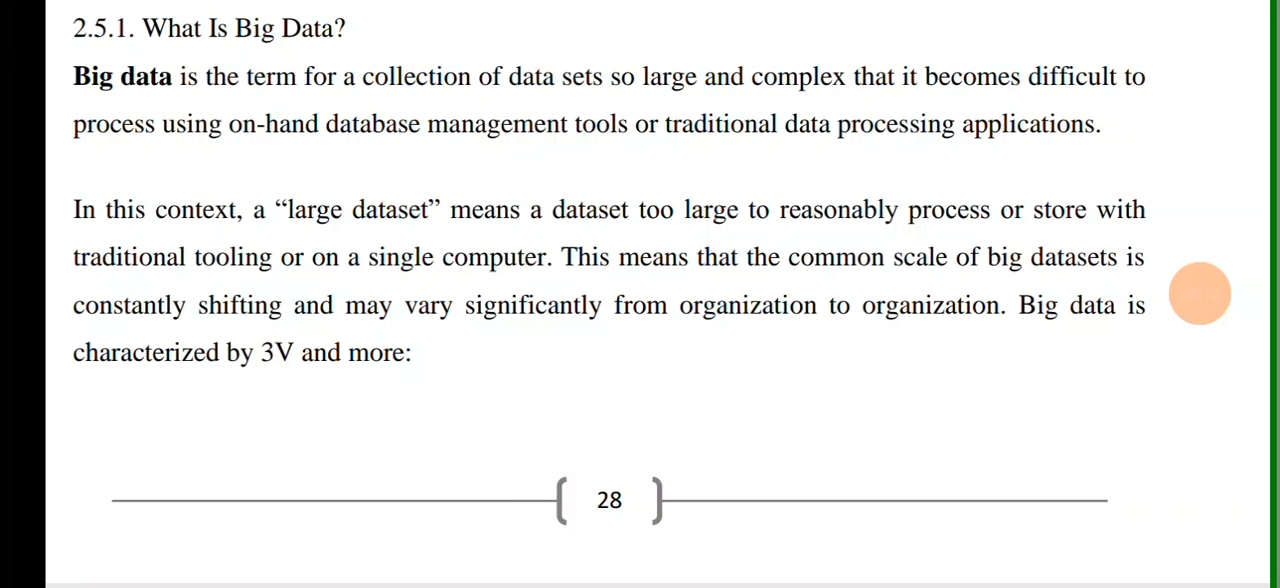 2.5.1. What Is Big Data?
Big data is the term for a collection of data sets so large and complex that it becomes difficult to
process using on-hand database management tools or traditional data processing applications.
In this context, a “large dataset” means a dataset too large to reasonably process or store with
traditional tooling or on a single computer. This means that the common scale of big datasets is
constantly shifting and may vary significantly from organization to organization. Big data is
characterized by 3V and more:
28